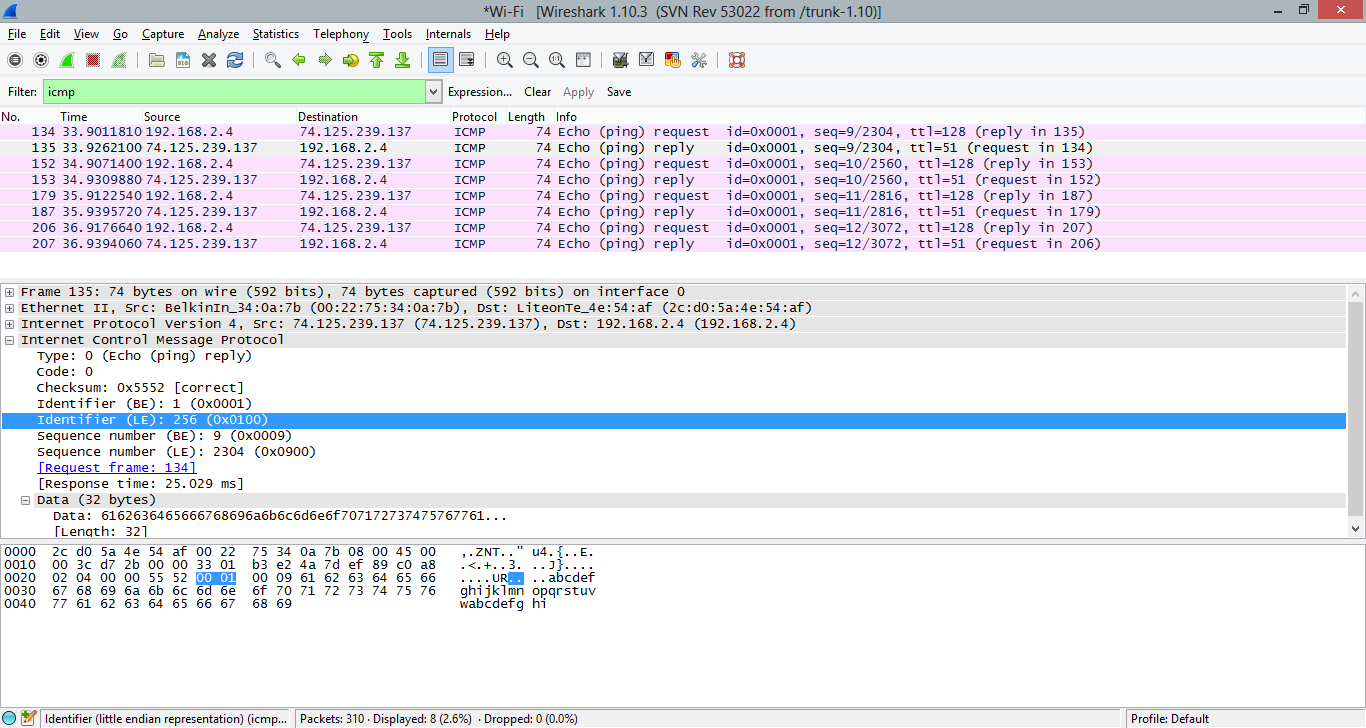 *Wi-Fi   [Wireshark 1.10.3  (SVN Rev 53022 from /trunk-1.10)]
File Edit View Go Capture Analyze Statistics Telephony Tools Internals Help
Filter: icmp Expression... Clear Apply Save
No. Time Source Destination Protocol Length Info
134 33.9011810 192.168.2.4 74.125.239.137 ICMP 74 Echo (ping) request id=0x0001, seq=9/2304, ttl=128 (reply in 135)
135 33.9262100 74.125.239.137 192.168.2.4 ICMP 74 Echo (ping) reply id=0x0001, seq=9/2304, ttl=51 (request in 134)
152 34.9071400 192.168.2.4 74.125.239.137 ICMP 74 Echo (ping) request id=0x0001, seq=10/2560, ttl=128 (reply in 153)
153 34.9309880 74.125.239.137 192.168.2.4 ICMP 74 Echo (ping) reply id=0x0001, seq=10/2560, ttl=51 (request in 152)
179 35.9122540 192.168.2.4 74.125.239.137 ICMP 74 Echo (ping) request id=0x0001, seq=11/2816, ttl=128 (reply in 187)
187 35.9395720 74.125.239.137 192.168.2.4 ICMP 74 Echo (ping) reply id=0x0001, seq=11/2816, ttl=51 (request in 179)
206 36.9176640 192.168.2.4 74.125.239.137 ICMP 74 Echo (ping) request id=0x0001, seq=12/3072, ttl=128 (reply in 207)
207 36.9394060 74.125.239.137 192.168.2.4 ICMP 74 Echo (ping) reply id=0x0001, seq=12/3072, ttl=51 (request in 206)
Frame 135: 74 bytes on wire (592 bits), 74 bytes captured (592 bits) on interface 0
Ethernet II, Src: BelkinIn_34:0a:7b (00:22:75:34:0a:7b), Dst: LiteonTe_4e:54:af (2c:d0:5a:4e:54:af)
Internet Protocol Version 4, Src: 74.125.239.137 (74.125.239.137), Dst: 192.168.2.4 (192.168.2.4)
Internet Control Message Protocol
Type: 0 (Echo (ping) reply)
Code: 0
Checksum: 0x5552 [correct]
Identifier (BE): 1 (0x0001)
Identifier (LE): 256 (0x0100)
Sequence number (BE): 9 (0x0009)
Sequence number (LE): 2304 (0x0900)
[Request frame: 134]
[Response time: 25.029 ms]
Data (32 bytes)
Data: 6162636465666768696a6b6c6d6e6f707172737475767761...
[Length: 32]
0000 2c d0 5a 4e 54 af 00 22 75 34 0a 7b 08 00 45 00 ,.ZNT.." u4.{..E.
0010 00 3c d7 2b 00 00 33 01 b3 e2 4a 7d ef 89 c0 a8 .<.+..3. ..J}....
0020 02 04 00 00 55 52 00 01 00 09 61 62 63 64 65 66 ....UR.. ..abcdef
0030 67 68 69 6a 6b 6c 6d 6e 6f 70 71 72 73 74 75 76 ghijklmn opqrstuv
0040 77 61 62 63 64 65 66 67 68 69 wabcdefg hi
Identifier (little endian representation) (icmp... Packets: 310 · Displayed: 8 (2.6%) · Dropped: 0 (0.0%) Profile: Default